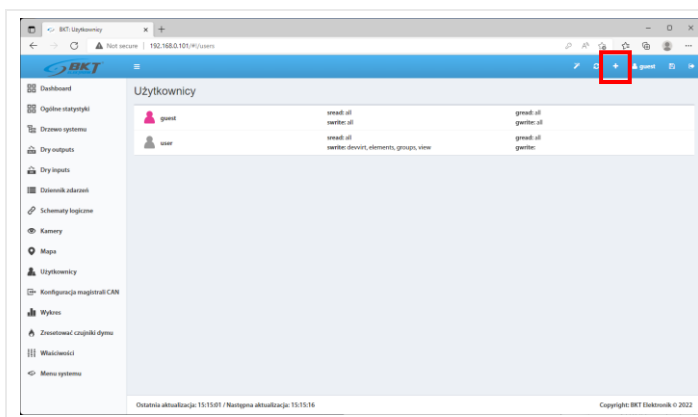 BKT: Użytkownicy
Not secure 192.168.0.101/#!/users
BKT
guest
Dashboard
Ogólne statystyki
Drzewo systemu
Dry outputs
Dry inputs
Dziennik zdarzeń
Schematy logiczne
Kamery
Mapa
Użytkownicy
Konfiguracja magistrali CAN
Wykres
Zresetować czujniki dymu
Właściwości
Menu systemu
Użytkownicy
guest
sread: all
swrite: all
gread: all
gwrite: all
user
sread: all
swrite: devvirt, elements, groups, view
gread: all
gwrite:
Ostatnia aktualizacja: 15:15:01 / Następna aktualizacja: 15:15:16
Copyright: BKT Elektronik © 2022